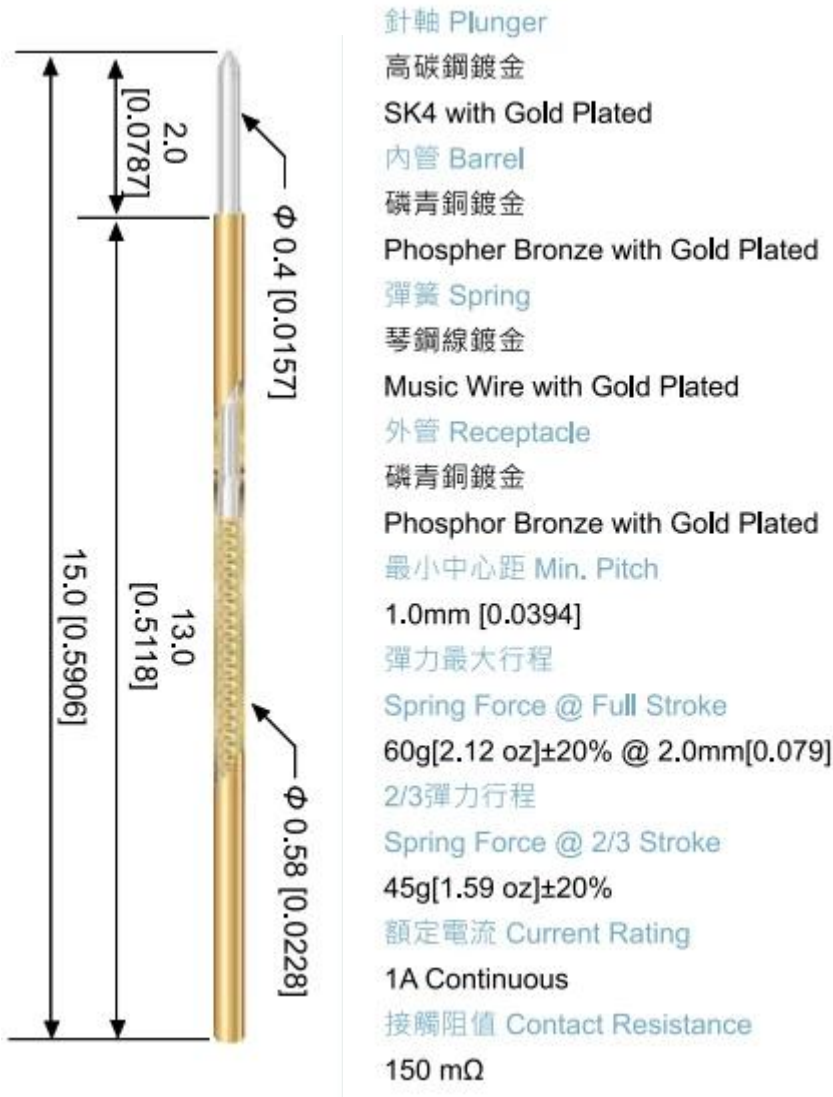 2.0
[0.0787]
Φ 0.4 [0.0157]
15.0 [0.5906]
13.0
[0.5118]
Φ 0.58 [0.0228]
針軸 Plunger
高碳鋼鍍金
SK4 with Gold Plated
內管 Barrel
磷青銅鍍金
Phospher Bronze with Gold Plated
彈簧 Spring
琴鋼線鍍金
Music Wire with Gold Plated
外管 Receptacle
磷青銅鍍金
Phosphor Bronze with Gold Plated
最小中心距 Min. Pitch
1.0mm [0.0394]
彈力最大行程
Spring Force @ Full Stroke
60g[2.12 oz]±20% @ 2.0mm[0.079]
2/3彈力行程
Spring Force @ 2/3 Stroke
45g[1.59 oz]±20%
額定電流 Current Rating
1A Continuous
接觸阻值 Contact Resistance
150 mΩ